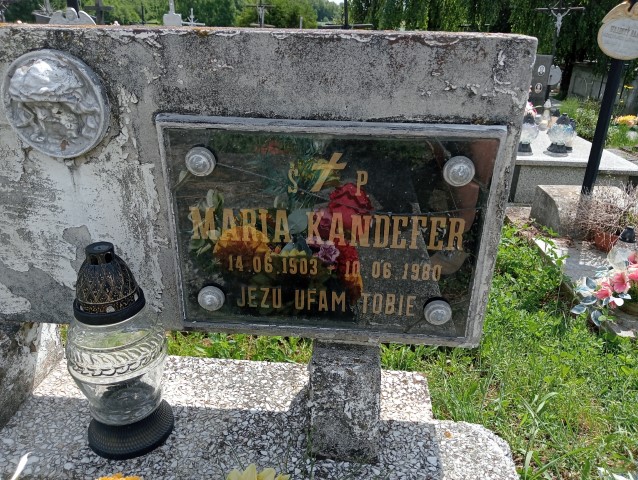 Ś P
MARIA KANDEFER
14.06.1903 - 10.06.1980
JEZU UFAM TOBIE